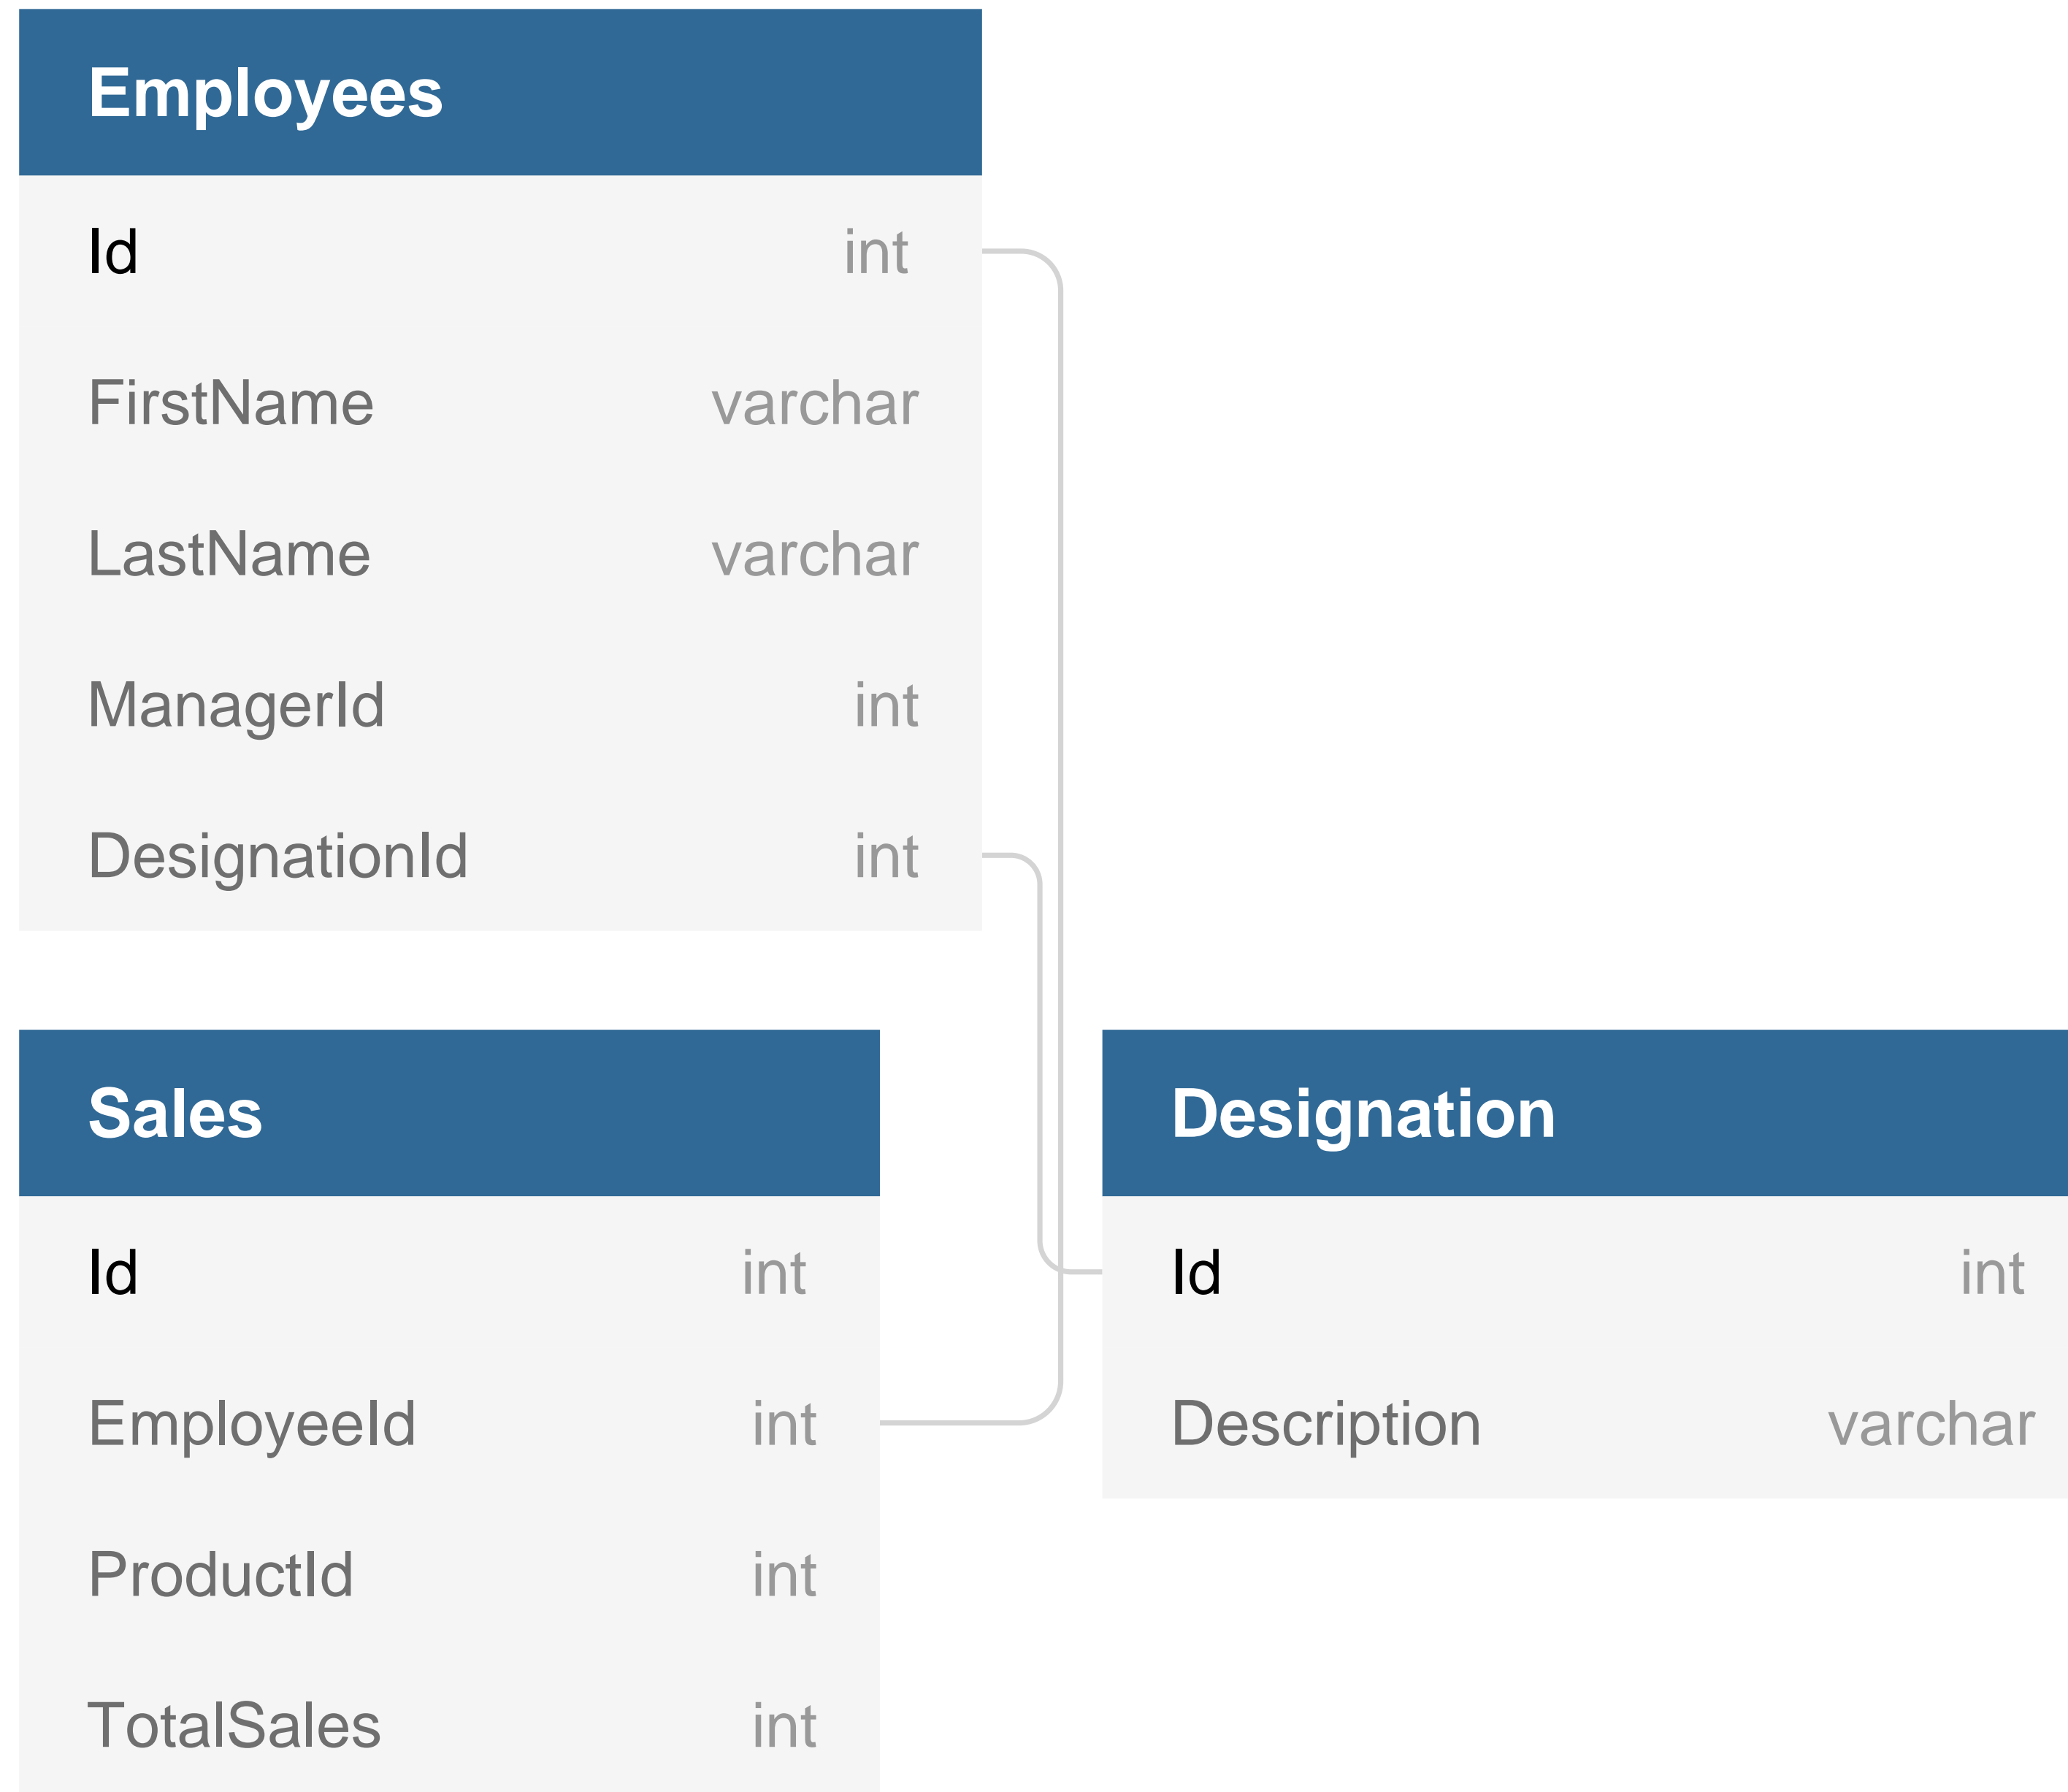 Employees
Id int
FirstName varchar
LastName varchar
ManagerId int
DesignationId int
Sales
Id int
EmployeeId int
ProductId int
TotalSales int
Designation
Id int
Description varchar